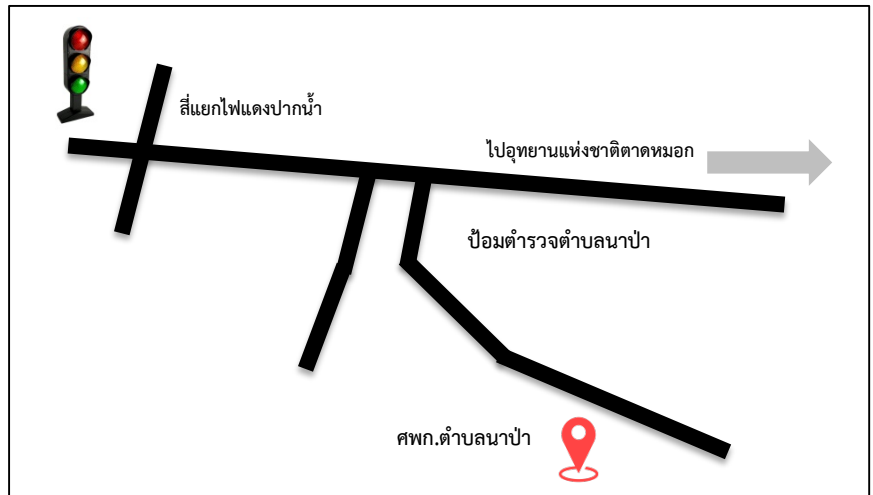 สี่แยกไฟแดงปากน้ำ
ไปอุทยานแห่งชาติตาดหมอก
ป้อมตำรวจตำบลนาป่า
ศพก.ตำบลนาป่า